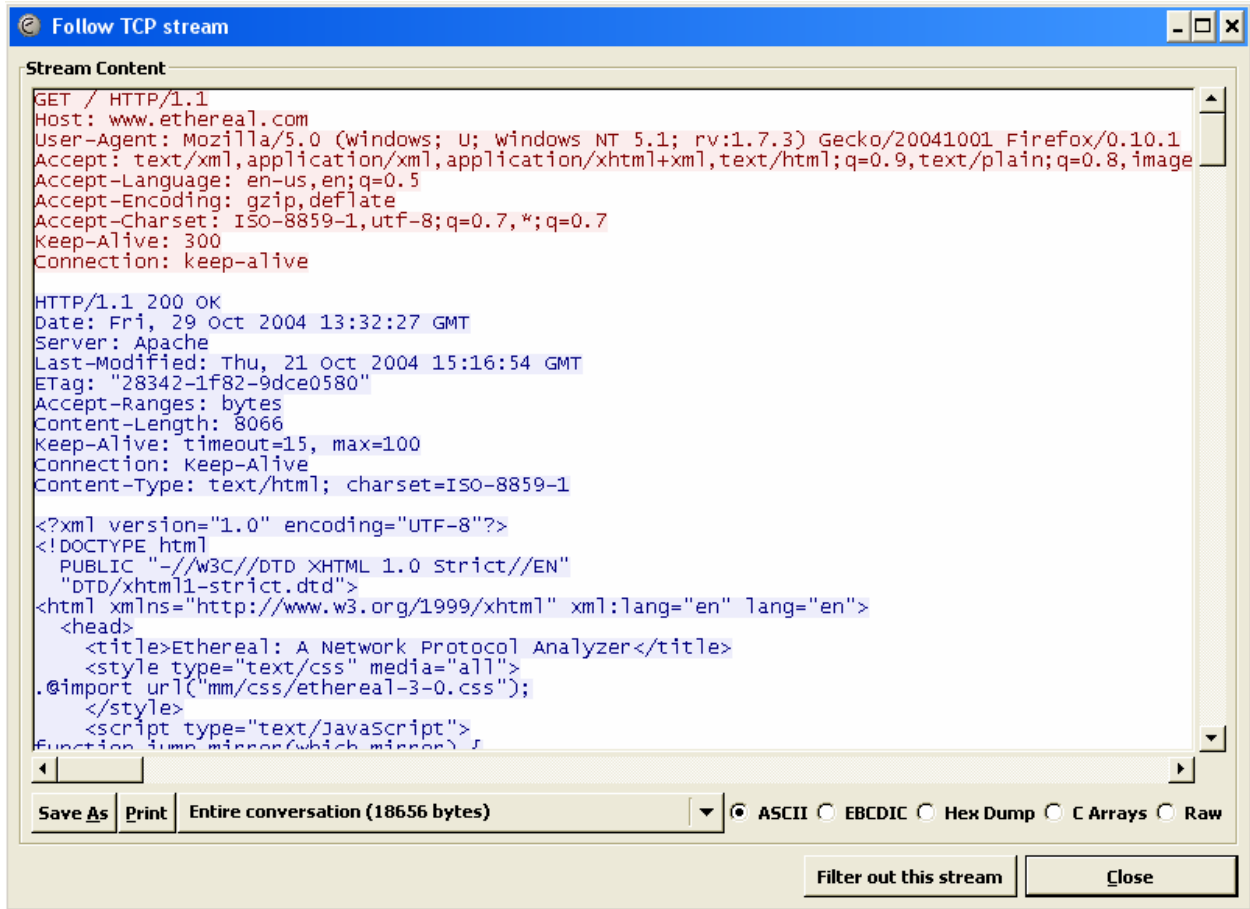 Follow TCP stream
Stream Content
GET / HTTP/1.1
Host: www.ethereal.com
User-Agent: Mozilla/5.0 (Windows; U; Windows NT 5.1; rv:1.7.3) Gecko/20041001 Firefox/0.10.1
Accept: text/xml,application/xml,application/xhtml+xml,text/html;q=0.9,text/plain;q=0.8,image
Accept-Language: en-us,en;q=0.5
Accept-Encoding: gzip,deflate
Accept-Charset: ISO-8859-1,utf-8;q=0.7,*;q=0.7
Keep-Alive: 300
Connection: keep-alive
HTTP/1.1 200 OK
Date: Fri, 29 Oct 2004 13:32:27 GMT
Server: Apache
Last-Modified: Thu, 21 Oct 2004 15:16:54 GMT
ETag: "28342-1f82-9dce0580"
Accept-Ranges: bytes
Content-Length: 8066
Keep-Alive: timeout=15, max=100
Connection: Keep-Alive
Content-Type: text/html; charset=ISO-8859-1
<?xml version="1.0" encoding="UTF-8"?>
<!DOCTYPE html
PUBLIC "-//W3C//DTD XHTML 1.0 Strict//EN"
"DTD/xhtml1-strict.dtd">
<html xmlns="http://www.w3.org/1999/xhtml" xml:lang="en" lang="en">
<head>
<title>Ethereal: A Network Protocol Analyzer</title>
<style type="text/css" media="all">
.@import url("mm/css/ethereal-3-0.css");
</style>
<script type="text/JavaScript">
function jump_mirror(which_mirror) {
Save As Print Entire conversation (18656 bytes) ASCII EBCDIC Hex Dump C Arrays Raw
Filter out this stream Close